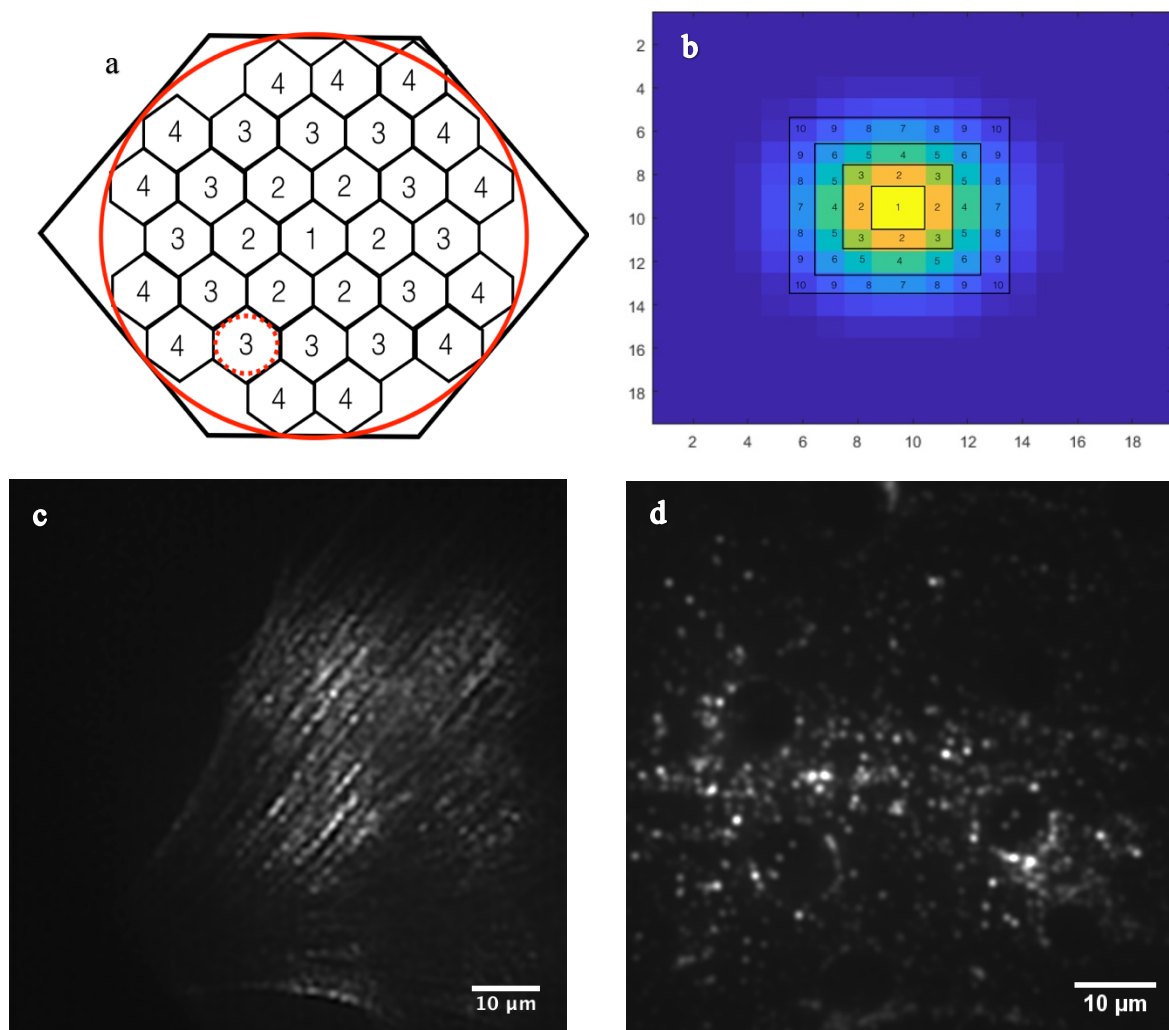 a
4 4 4
4 3 3 3 4
4 3 2 2 3 4
3 2 1 2 3
4 3 2 2 3 4
4 3 3 3 4
4 4
b
2
4
6 10 9 8 7 8 9 10
9 6 5 4 5 6 9
8 8 5 3 2 3 5 8
7 4 2 1 2 4 7
10
8 5 3 2 3 5 8
12 9 6 5 4 5 6 9
10 9 8 7 8 9 10
14
16
18
2 4 6 8 10 12 14 16 18
c
10 µm
d
10 µm